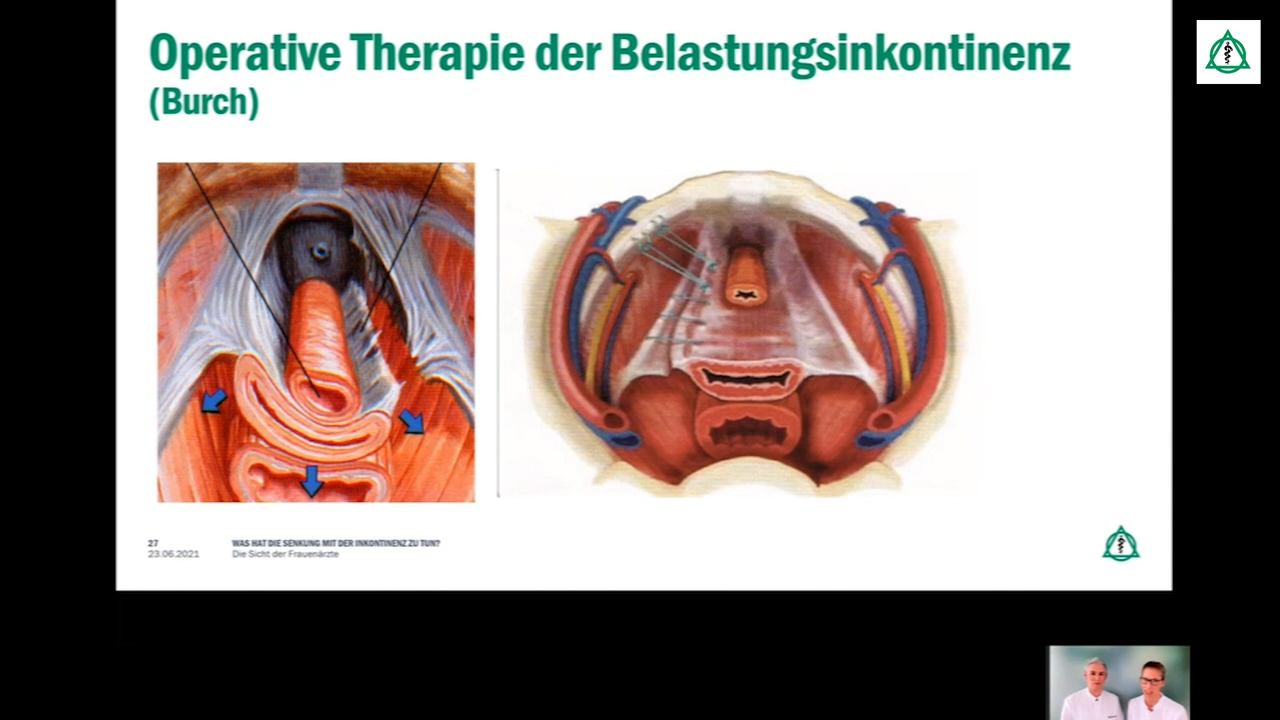 Operative Therapie der Belastungsinkontinenz
(Burch)
27
23.06.2021
WAS HAT DIE SENKUNG MIT DER INKONTINENZ ZU TUN?
Die Sicht der Frauenärzte